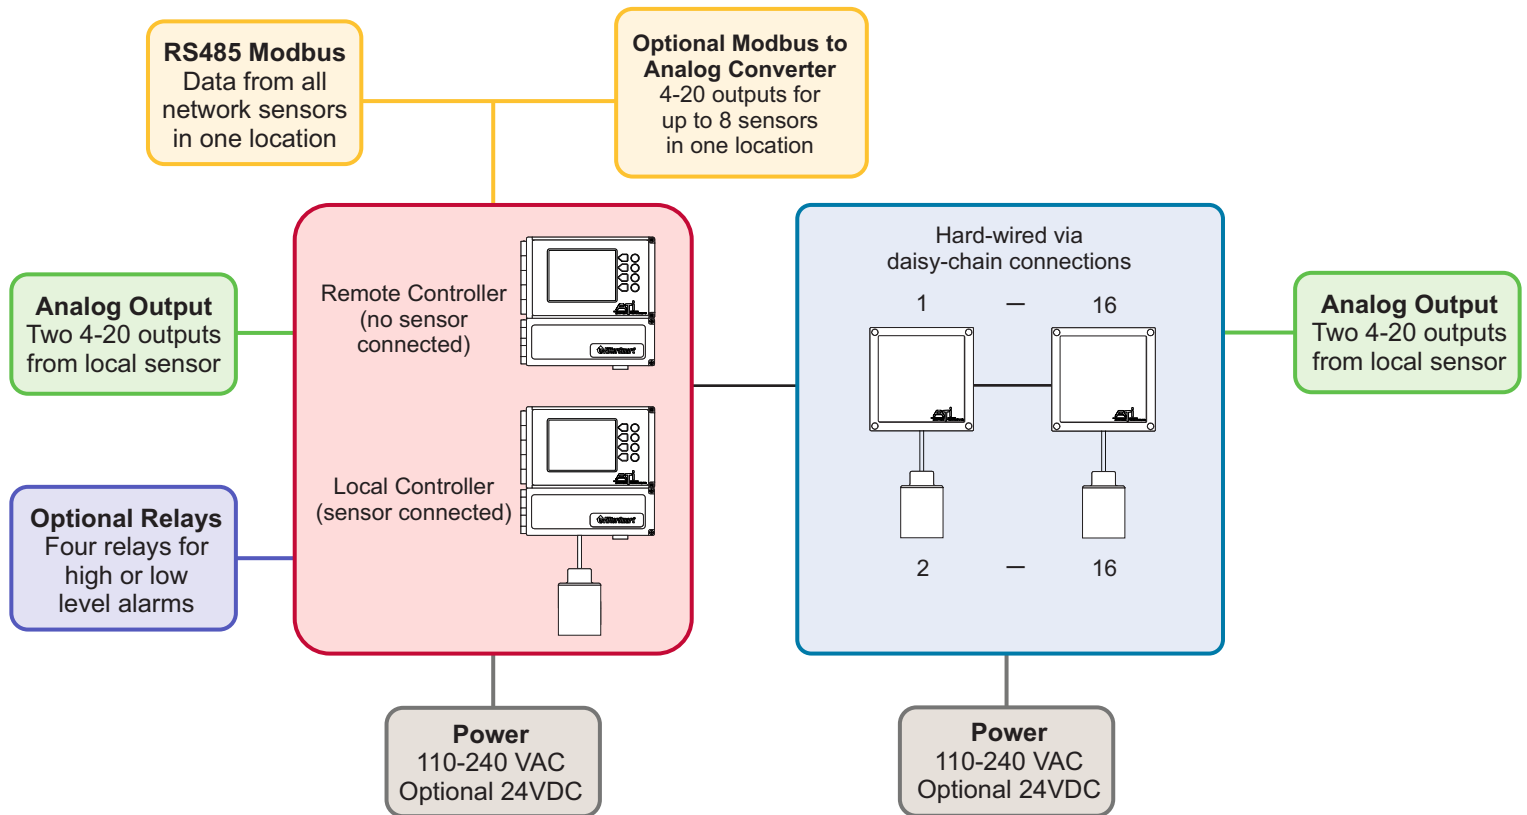 RS485 Modbus
Data from all
network sensors
in one location
Optional Modbus to
Analog Converter
4-20 outputs for
up to 8 sensors
in one location
Analog Output
Two 4-20 outputs
from local sensor
Optional Relays
Four relays for
high or low
level alarms
Remote Controller
(no sensor
connected)
Local Controller
(sensor connected)
Hard-wired via
daisy-chain connections
1 – 16
2 – 16
Analog Output
Two 4-20 outputs
from local sensor
Power
110-240 VAC
Optional 24VDC
Power
110-240 VAC
Optional 24VDC